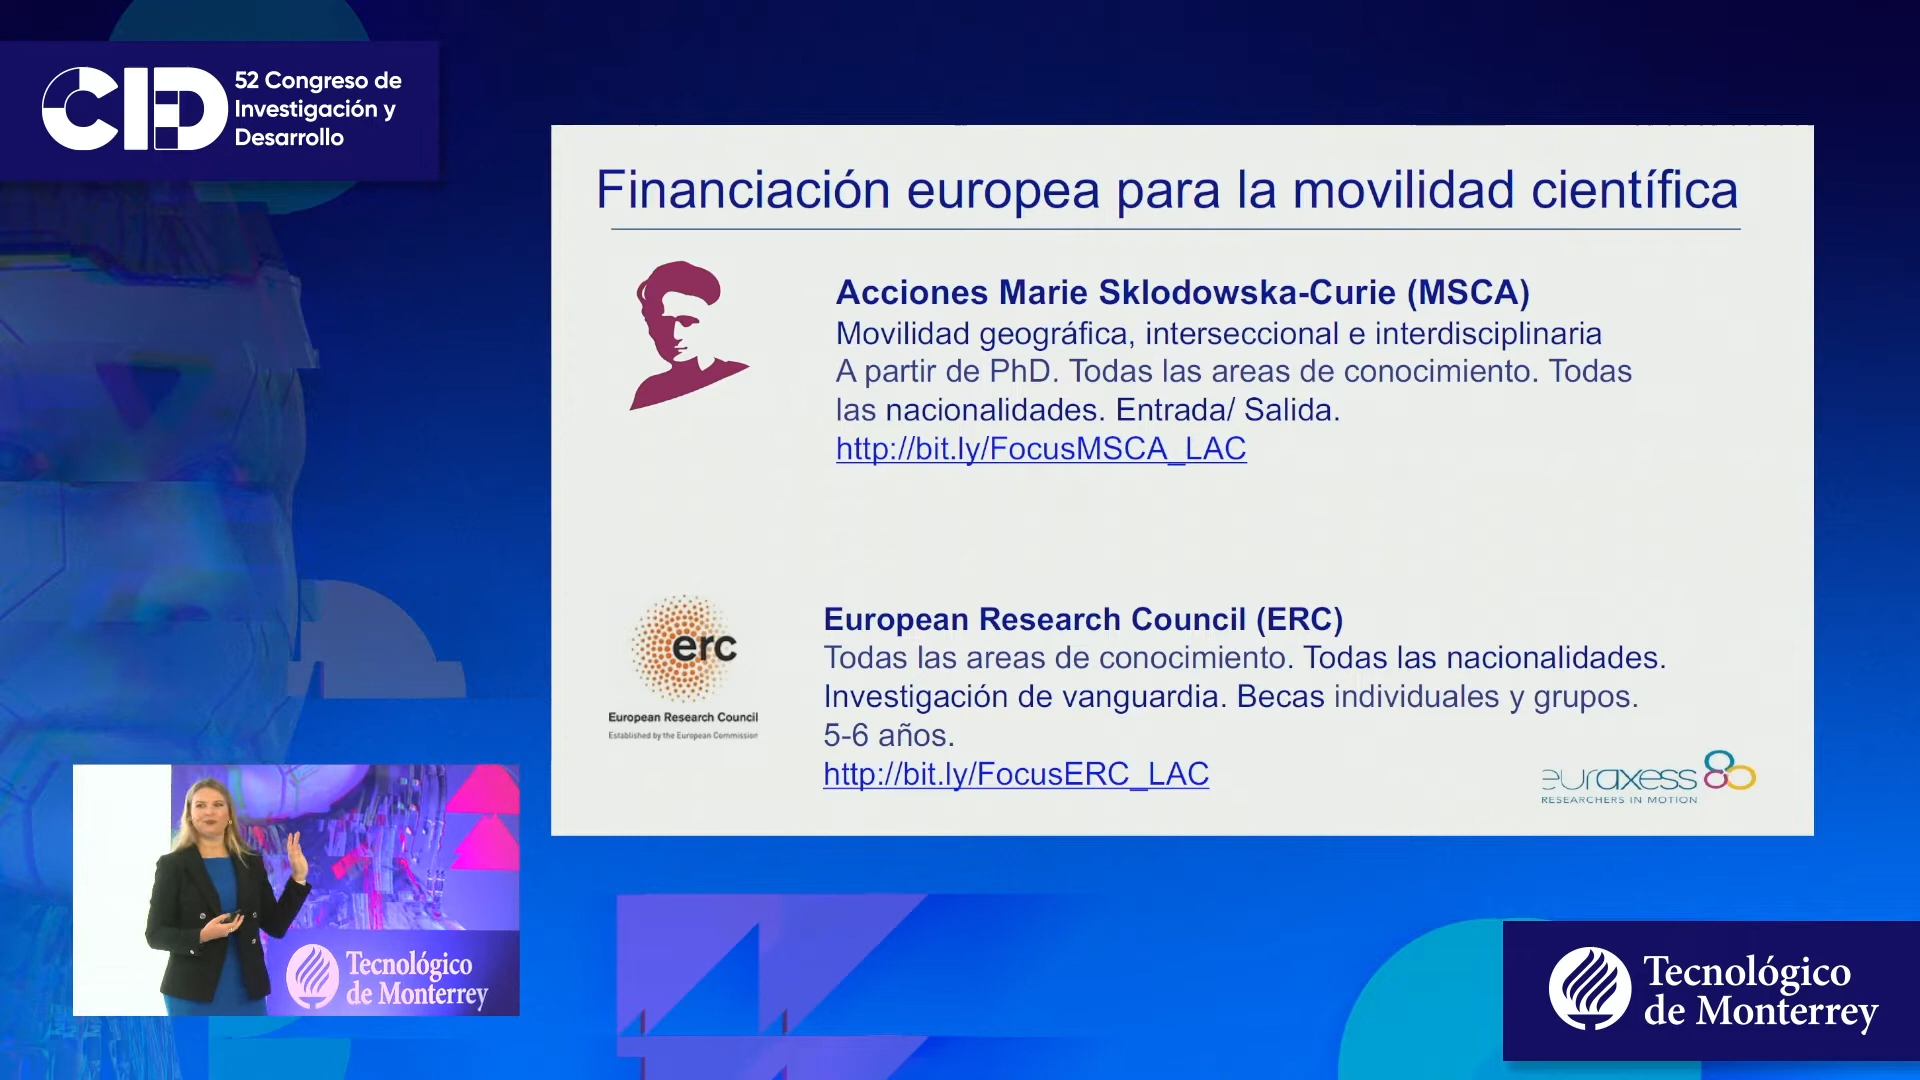 CID
52 Congreso de
Investigación y
Desarrollo
Financiación europea para la movilidad científica
Acciones Marie Sklodowska-Curie (MSCA)
Movilidad geográfica, interseccional e interdisciplinaria
A partir de PhD. Todas las areas de conocimiento. Todas
las nacionalidades. Entrada/ Salida.
http://bit.ly/FocusMSCA_LAC
erc
European Research Council
Established by the European Commission
European Research Council (ERC)
Todas las areas de conocimiento. Todas las nacionalidades.
Investigación de vanguardia. Becas individuales y grupos.
5-6 años.
http://bit.ly/FocusERC_LAC
euraxess
RESEARCHERS IN MOTION
Tecnológico
de Monterrey
Tecnológico
de Monterrey